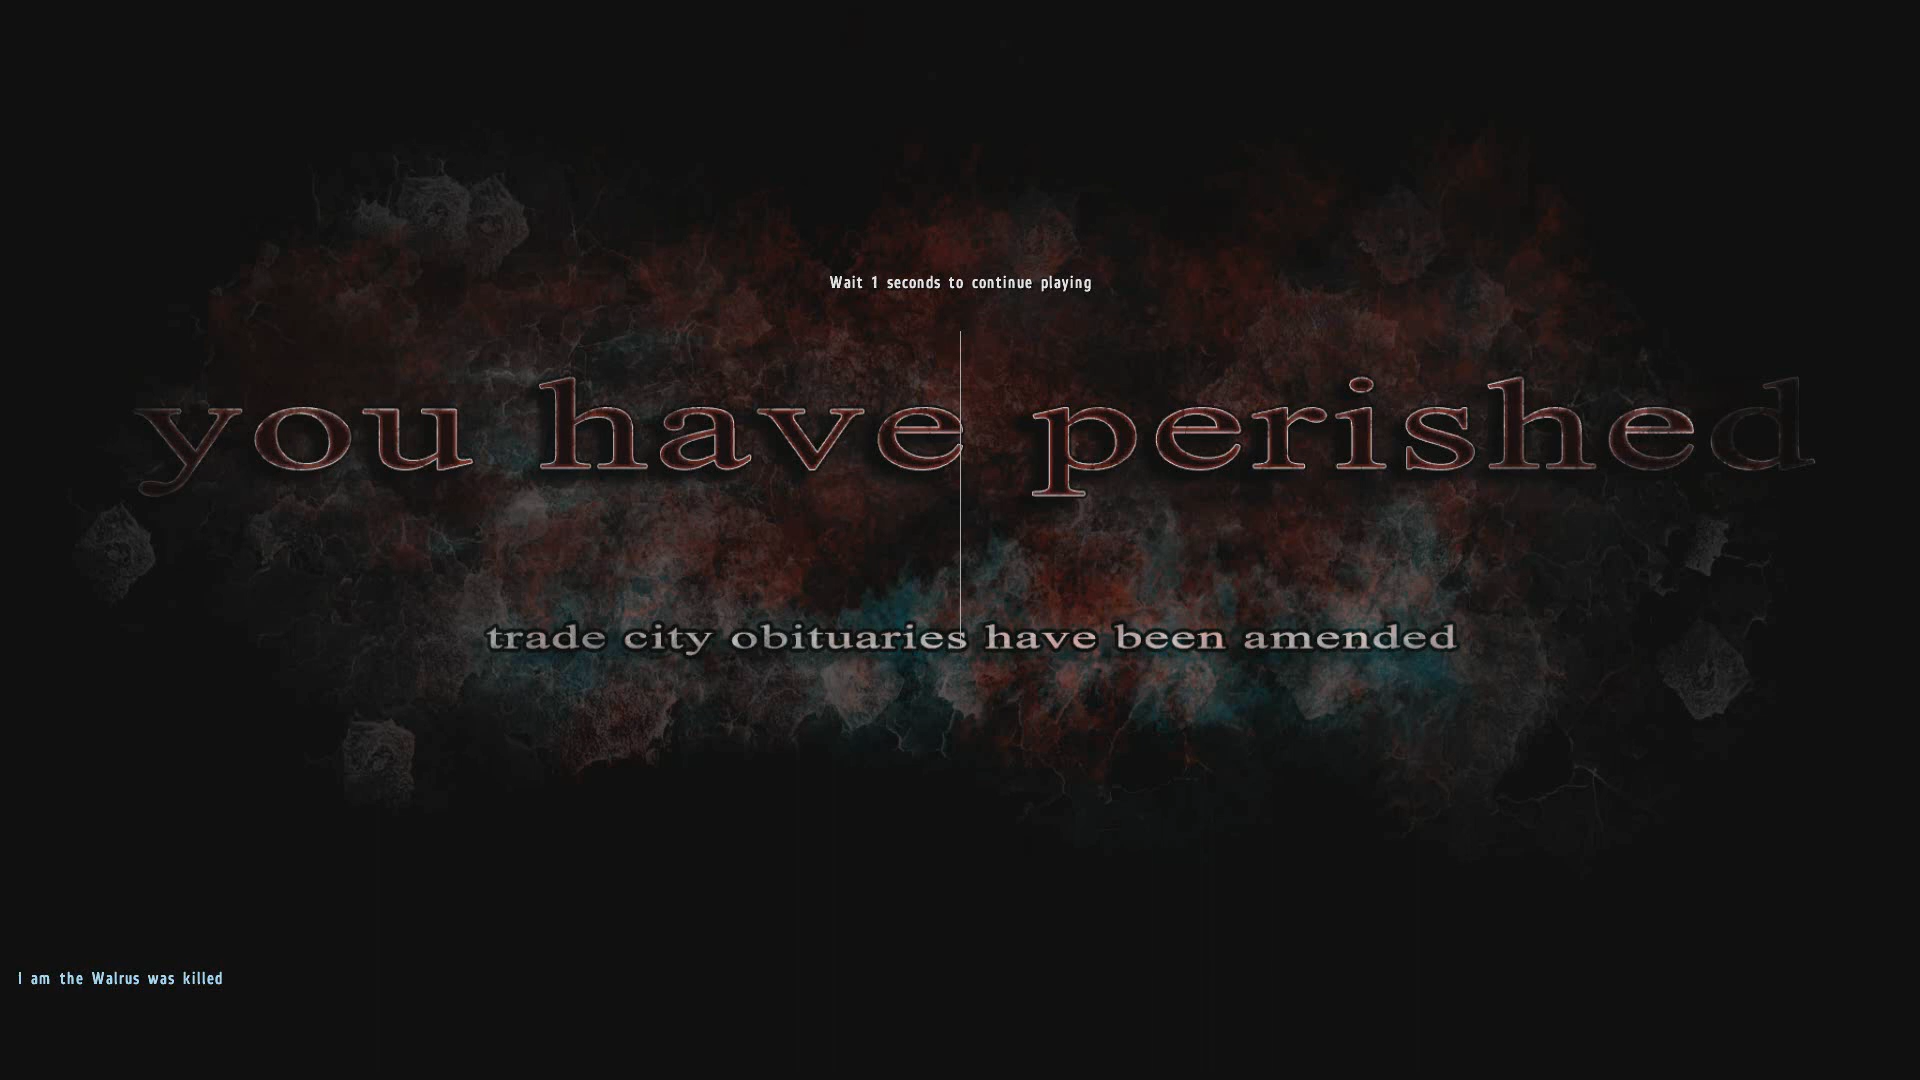 Wait 1 seconds to continue playing
you have perished
trade city obituaries have been amended
I am the Walrus was killed